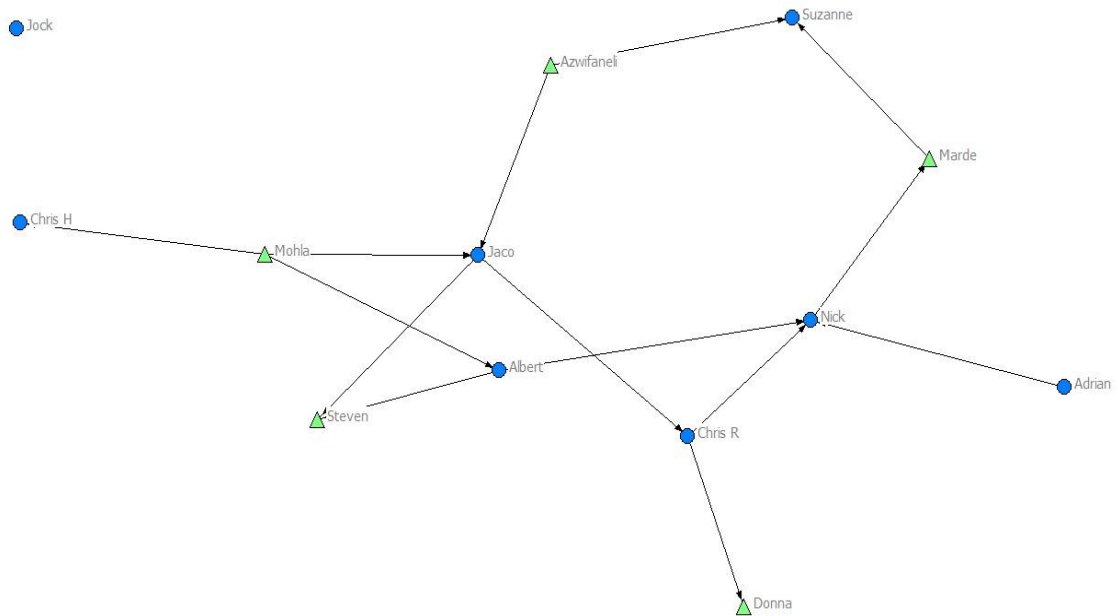 Suzanne
Jock
Azwifaneli
Marde
Chris H
Mohla
Jaco
Nick
Albert
Adrian
Steven
Chris R
Donna